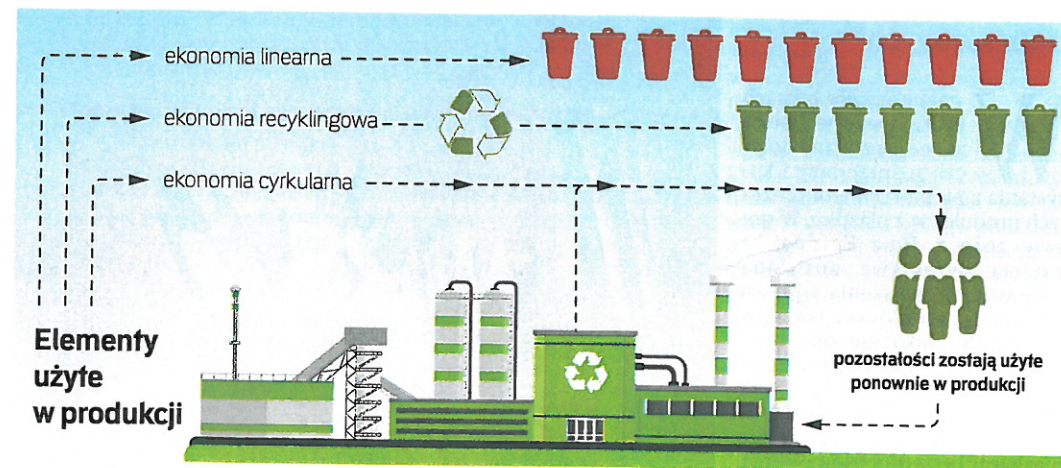 ekonomia linearna
ekonomia recyklingowa
ekonomia cyrkularna
Elementy
użyte
w produkcji
pozostałości zostają użyte
ponownie w produkcji